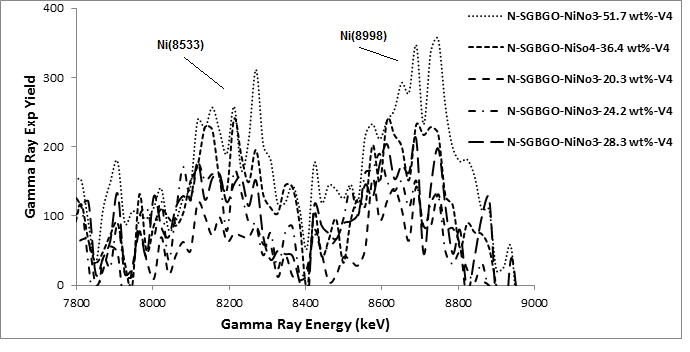 Gamma Ray Exp Yield
400
300
200
100
0
7800 8000 8200 8400 8600 8800 9000
Gamma Ray Energy (keV)
Ni(8533)
Ni(8998)
N-SGBGO-NiNo3-51.7 wt%-V4
N-SGBGO-NiSo4-36.4 wt%-V4
N-SGBGO-NiNo3-20.3 wt%-V4
N-SGBGO-NiNo3-24.2 wt%-V4
N-SGBGO-NiNo3-28.3 wt%-V4